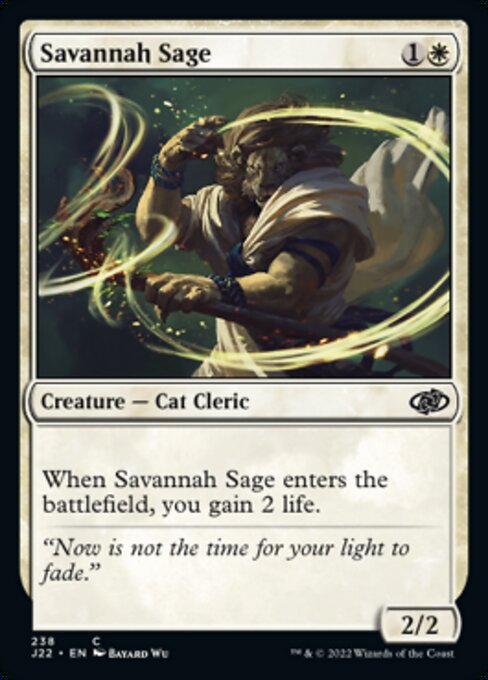 Savannah Sage 1
Creature — Cat Cleric
When Savannah Sage enters the
battlefield, you gain 2 life.
“Now is not the time for your light to
fade.”
2/2
238 C
J22 • EN Bayard Wu
™ & © 2022 Wizards of the Coast